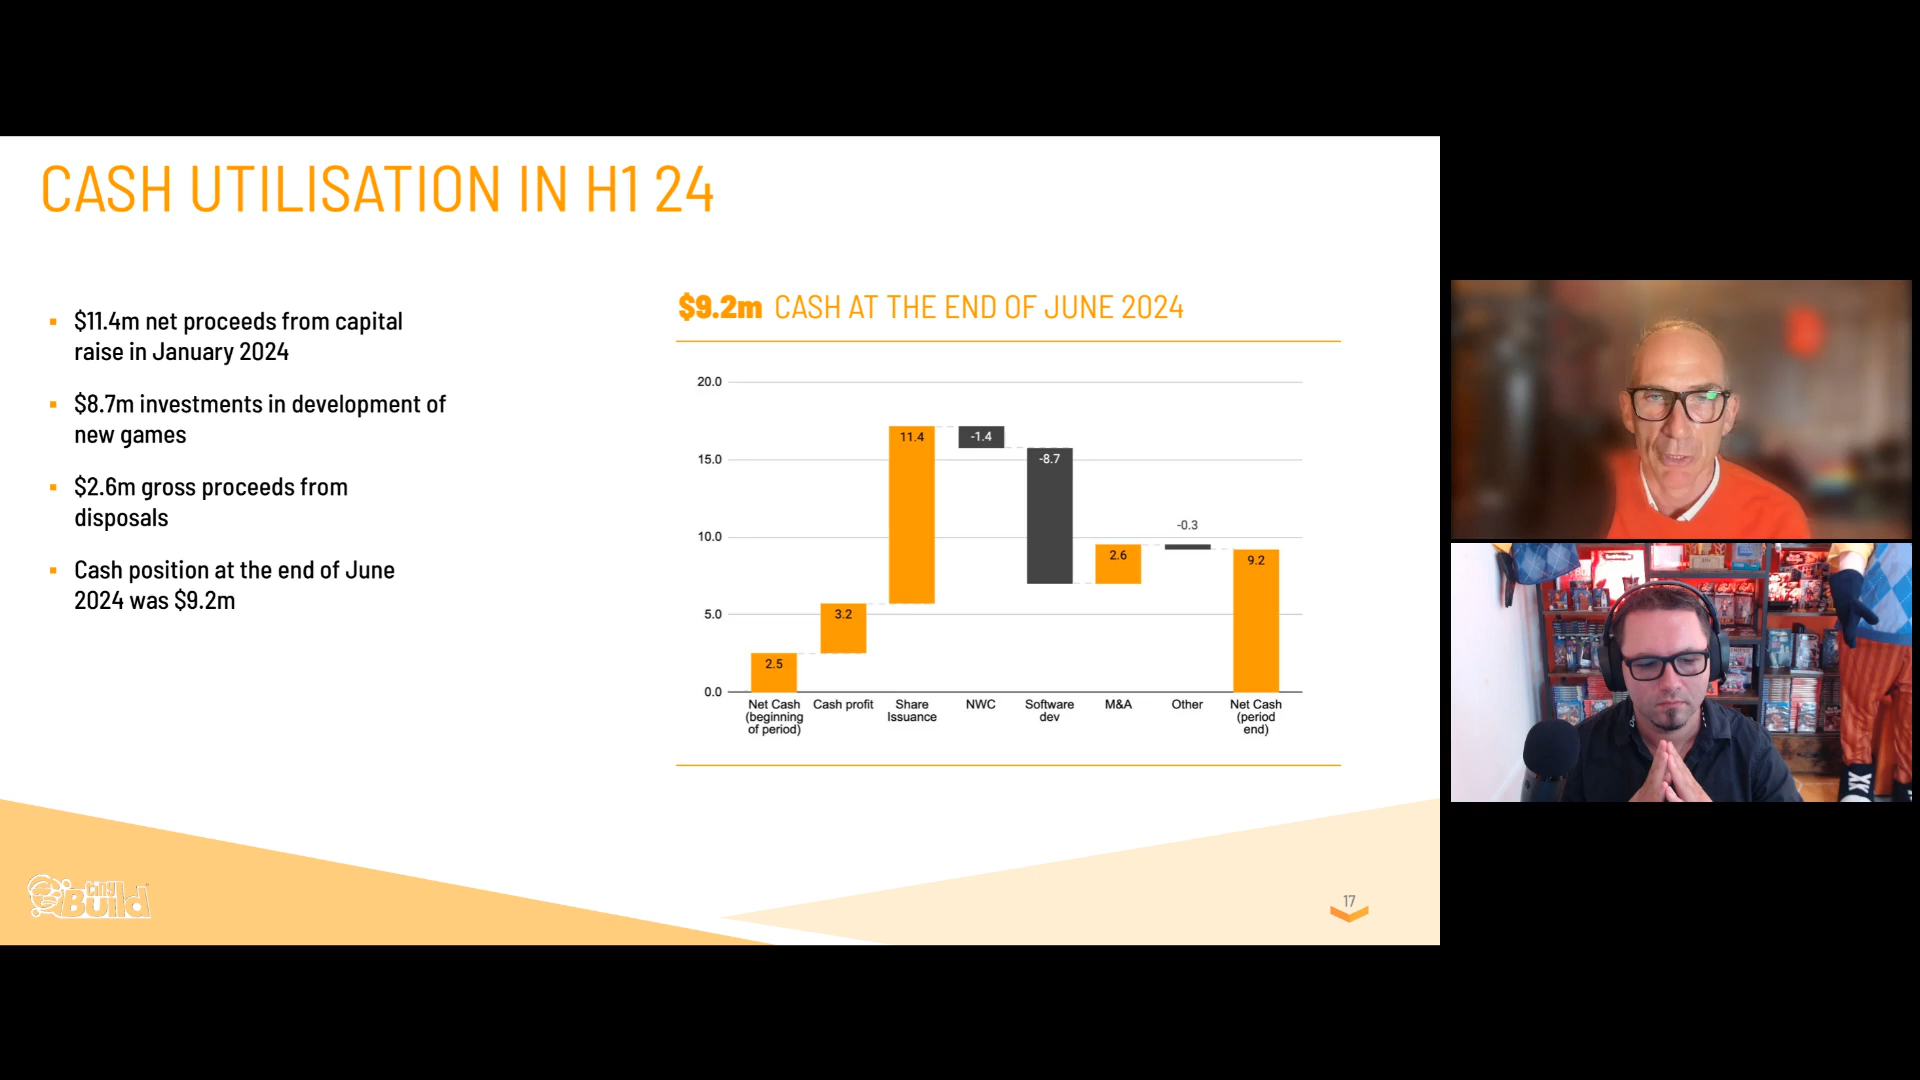 CASH UTILISATION IN H1 24
▪ $11.4m net proceeds from capital
raise in January 2024
▪ $8.7m investments in development of
new games
▪ $2.6m gross proceeds from
disposals
▪ Cash position at the end of June
2024 was $9.2m
$9.2m CASH AT THE END OF JUNE 2024
20.0
15.0
10.0
5.0
0.0
2.5
3.2
11.4
-1.4
-8.7
2.6
-0.3
9.2
Net Cash
(beginning
of period)
Cash profit
Share
Issuance
NWC
Software
dev
M&A
Other
Net Cash
(period
end)
tiny
Build
17